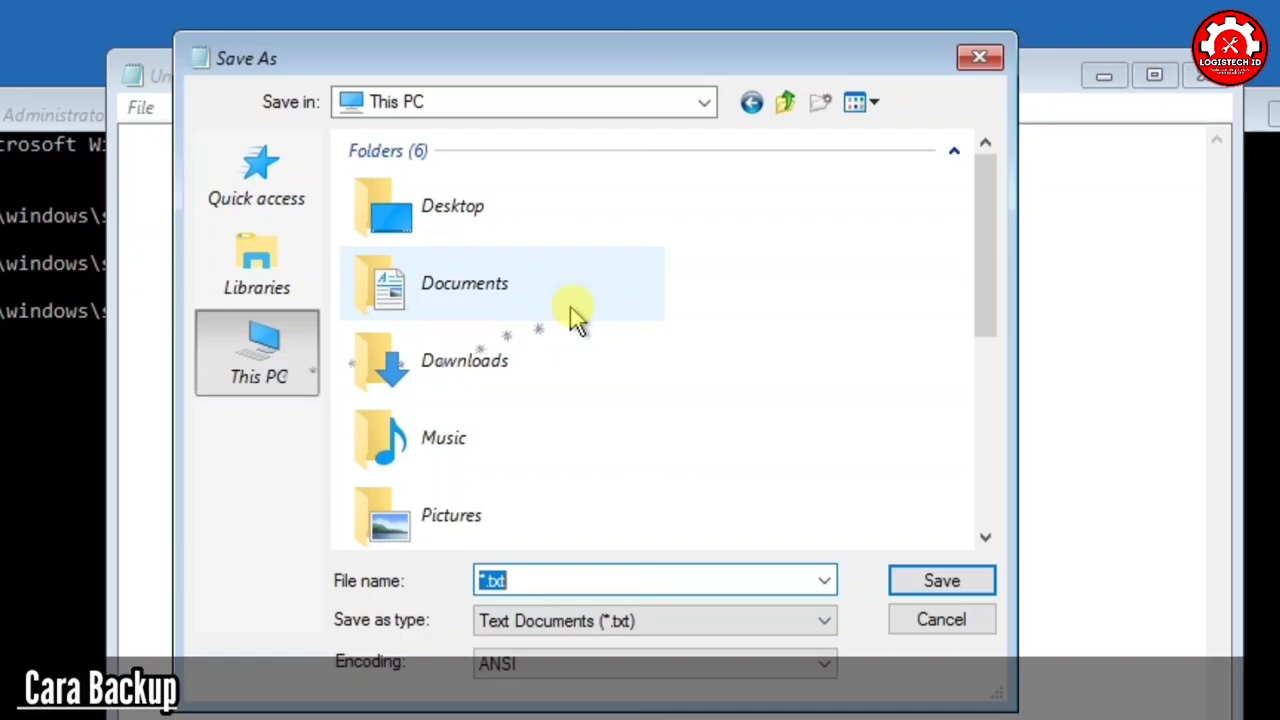 LOGISTECH ID
Save As
Un
File
Administrato
crosoft Wi
\windows\s
\windows\s
\windows\s
Save in:
This PC
Quick access
Libraries
This PC
Folders (6)
Desktop
Documents
Downloads
Music
Pictures
File name:
*.txt
Save
Save as type:
Text Documents (*.txt)
Cancel
Encoding:
ANSI
Cara Backup